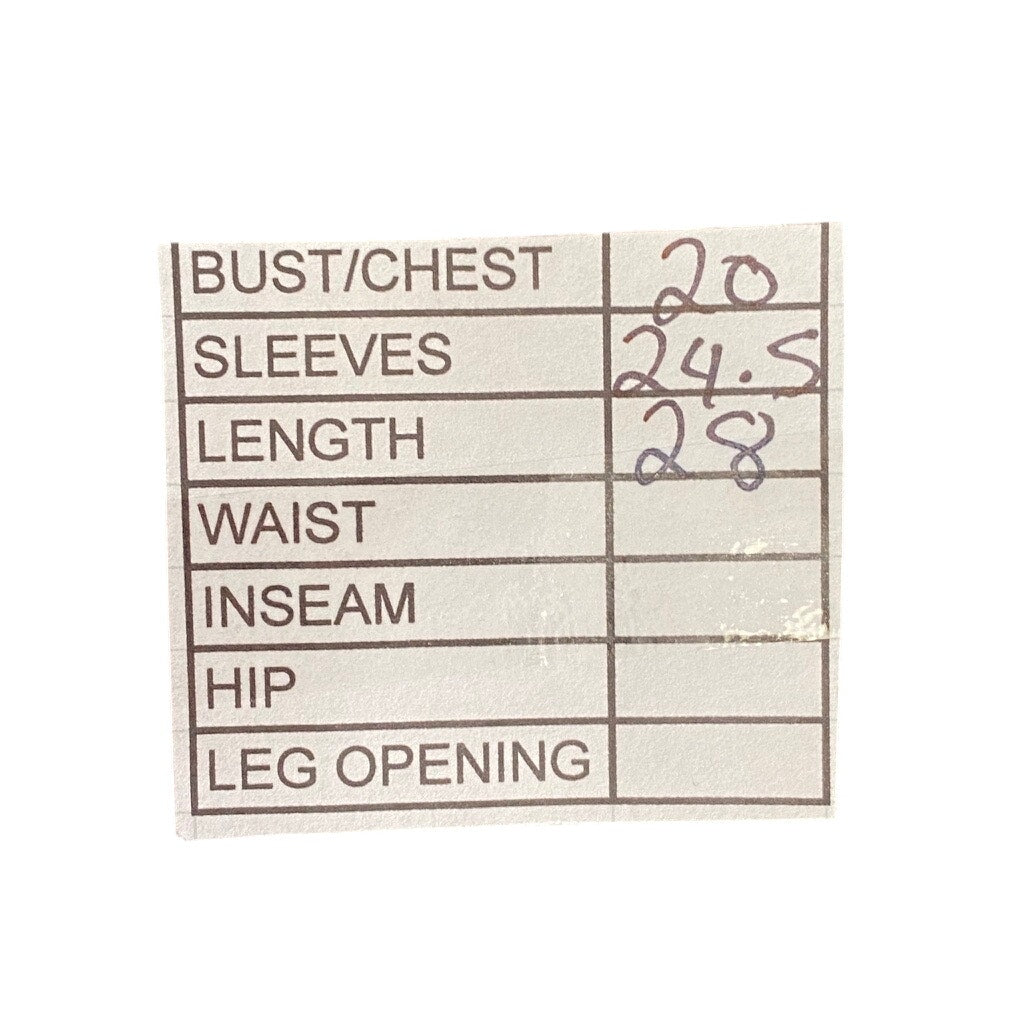 BUST/CHEST 20
SLEEVES 24.5
LENGTH 28
WAIST
INSEAM
HIP
LEG OPENING